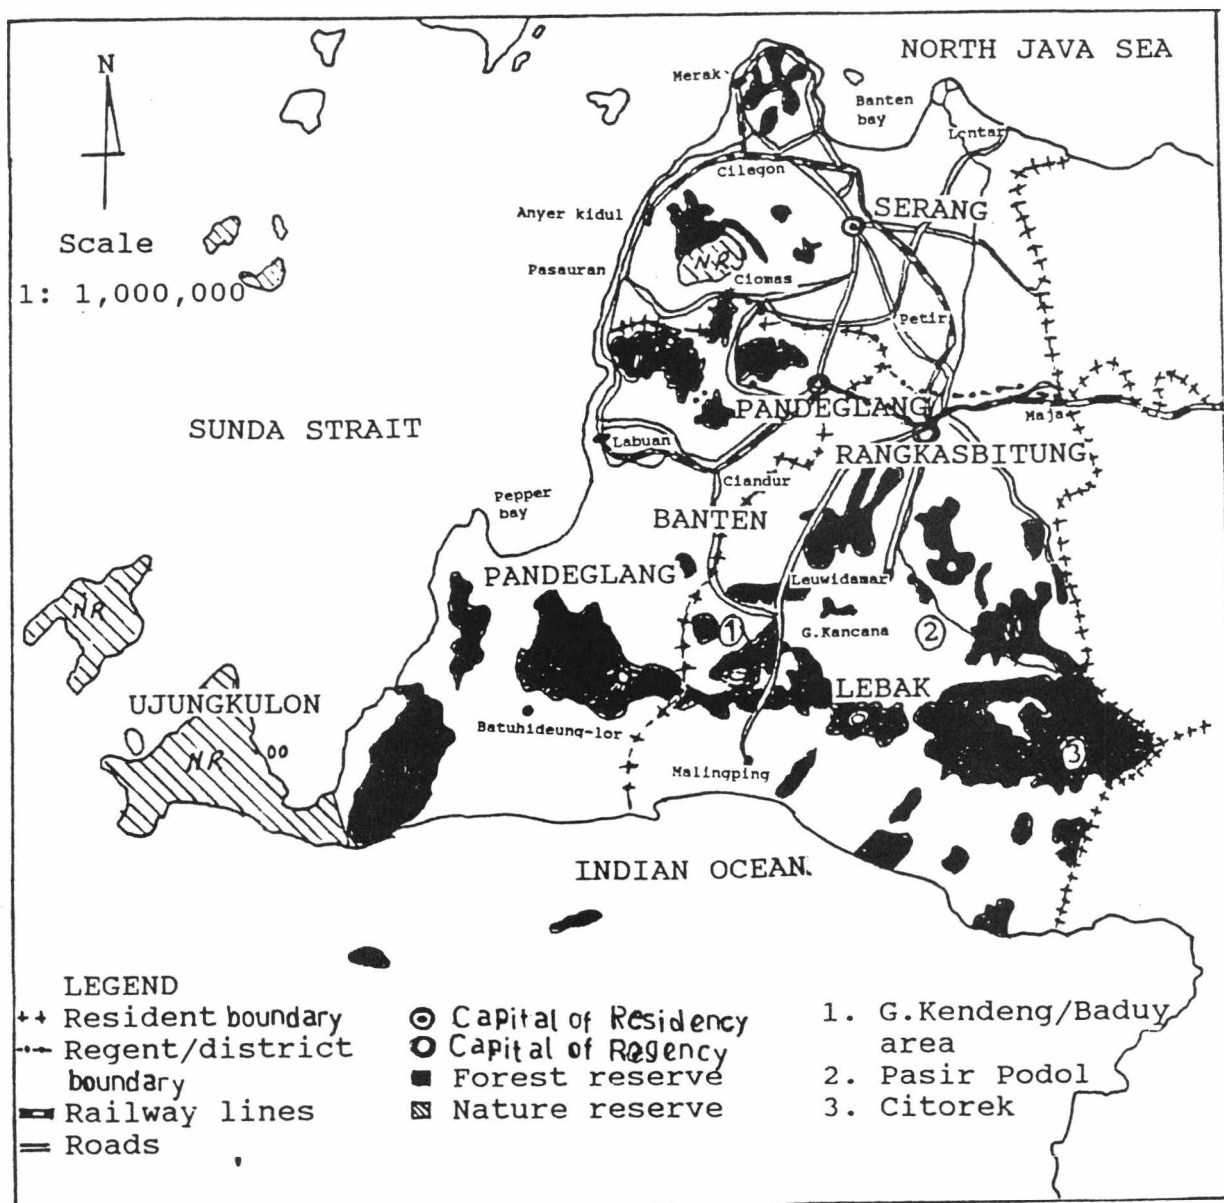 NORTH JAVA SEA
N
Merak
Banten
bay
Lontar
Cilegon
Anyer kidul
SERANG
Scale
1: 1,000,000
Pasauran
NR
Ciomas
Petir
SUNDA STRAIT
PANDEGLANG
Maja
Labuan
RANGKASBITUNG
Ciandur
Pepper
bay
BANTEN
PANDEGLANG
Leuwidamar
NR
1
G.Kancana
2
UJUNGKULON
LEBAK
Batuhideung-lor
NR
Malingping
3
INDIAN OCEAN
LEGEND
++ Resident boundary
Regent/district
boundary
Railway lines
Roads
Capital of Residency
Capital of Regency
Forest reserve
Nature reserve
1. G.Kendeng/Baduy
area
2. Pasir Podol
3. Citorek